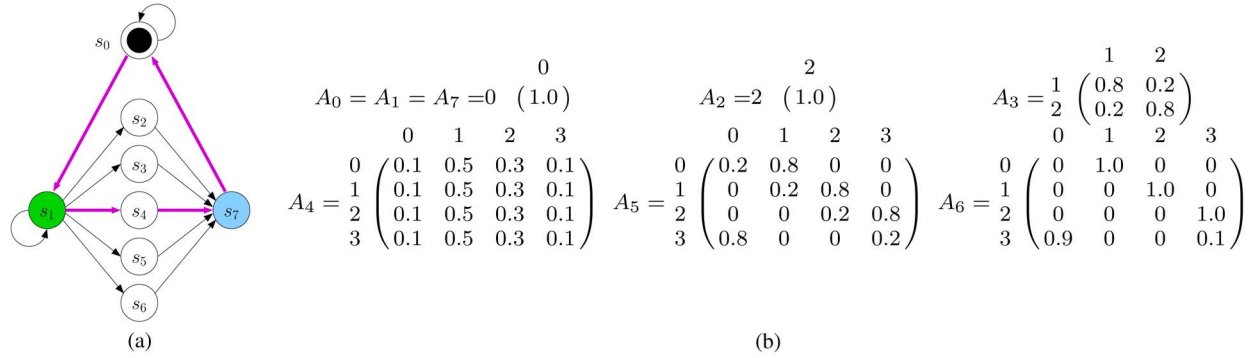 s₀
s₂
s₃
s₁ s₄ s₇
s₅
s₆
(a)
0
A₀ = A₁ = A₇ =0 (1.0)
2
A₂ =2 (1.0)
1 2
A₃ = 1 0.8 0.2
2 0.2 0.8
0 1 2 3
0 0.1 0.5 0.3 0.1
1 0.1 0.5 0.3 0.1
A₄ = 2 0.1 0.5 0.3 0.1
3 0.1 0.5 0.3 0.1
0 1 2 3
0 0.2 0.8 0 0
1 0 0.2 0.8 0
A₅ = 2 0 0 0.2 0.8
3 0.8 0 0 0.2
0 1 2 3
0 0 1.0 0 0
1 0 0 1.0 0
A₆ = 2 0 0 0 1.0
3 0.9 0 0 0.1
(b)